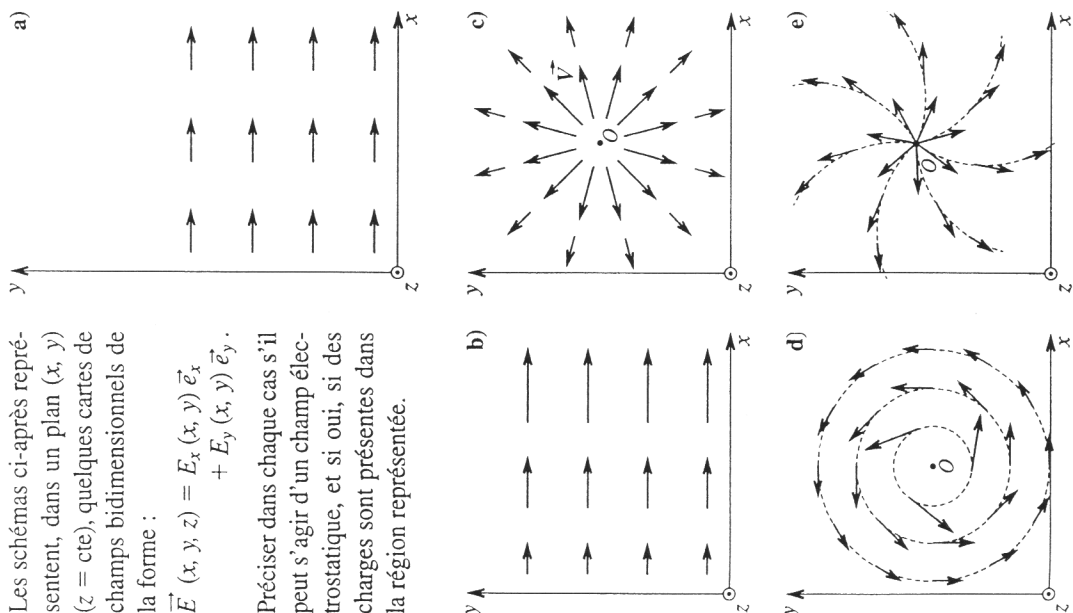 Les schémas ci-après repré-
sentent, dans un plan (x, y)
(z = cte), quelques cartes de
champs bidimensionnels de
la forme :
E⃗ (x, y, z) = Eₓ (x, y) e⃗ₓ
+ E_y (x, y) e⃗_y .
Préciser dans chaque cas s'il
peut s'agir d'un champ élec-
trostatique, et si oui, si des
charges sont présentes dans
la région représentée.
a)
y
z
x
b)
y
z
x
c)
y
V⃗
O
z
x
d)
y
O
z
x
e)
y
O
z
x